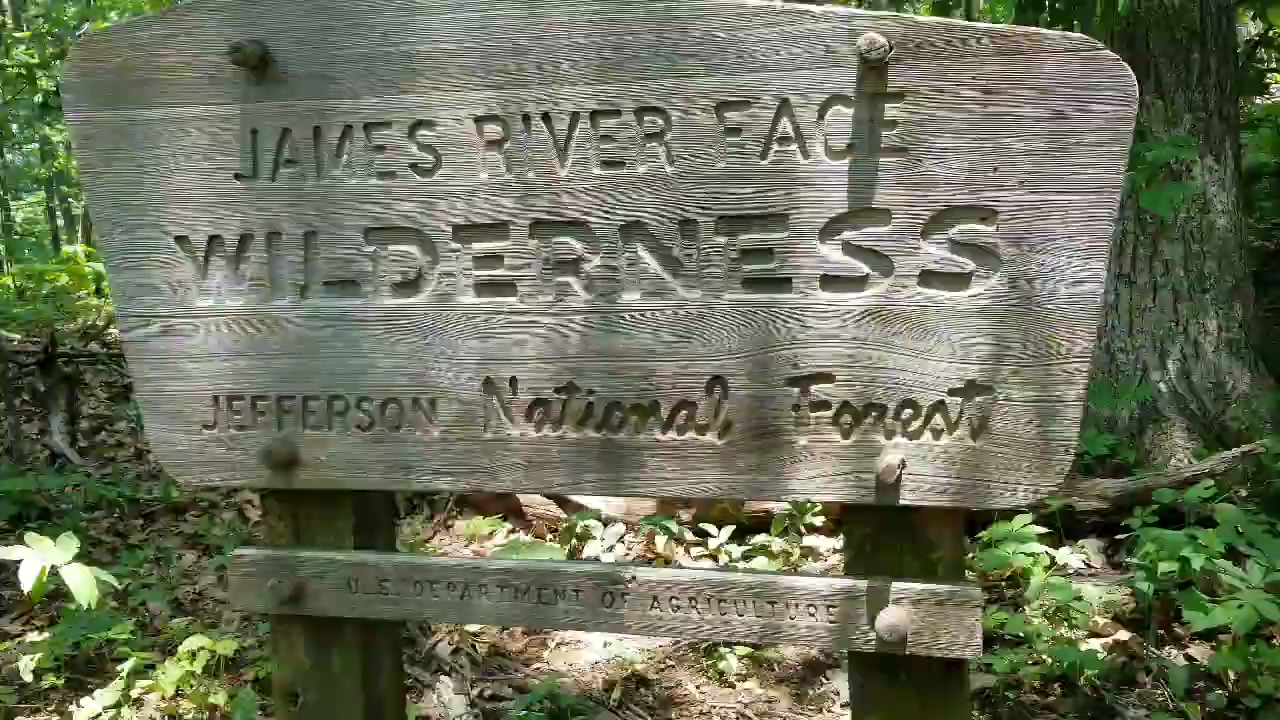 JAMES RIVER FACE
WILDERNESS
JEFFERSON National Forest
U.S. DEPARTMENT OF AGRICULTURE